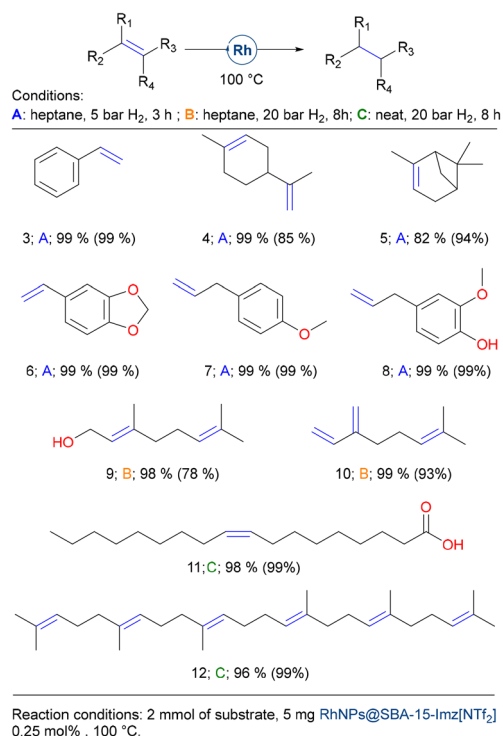 R1
R2
R3
R4
Rh
100 °C
R1
R2
R3
R4
Conditions:
A: heptane, 5 bar H2, 3 h ; B: heptane, 20 bar H2, 8h; C: neat, 20 bar H2, 8 h
3; A; 99 % (99 %)
4; A; 99% (85 %)
5; A; 82 % (94%)
O
O
O
O
OH
6; A; 99 % (99 %)
7; A; 99% (99 %)
8; A; 99% (99%)
HO
9; B; 98 % (78 %)
10; B; 99% (93%)
O
OH
11;C; 98 % (99%)
12; C; 96 % (99%)
Reaction conditions: 2 mmol of substrate, 5 mg RhNPs@SBA-15-Imz[NTf2]
0.25 mol% , 100 °C.